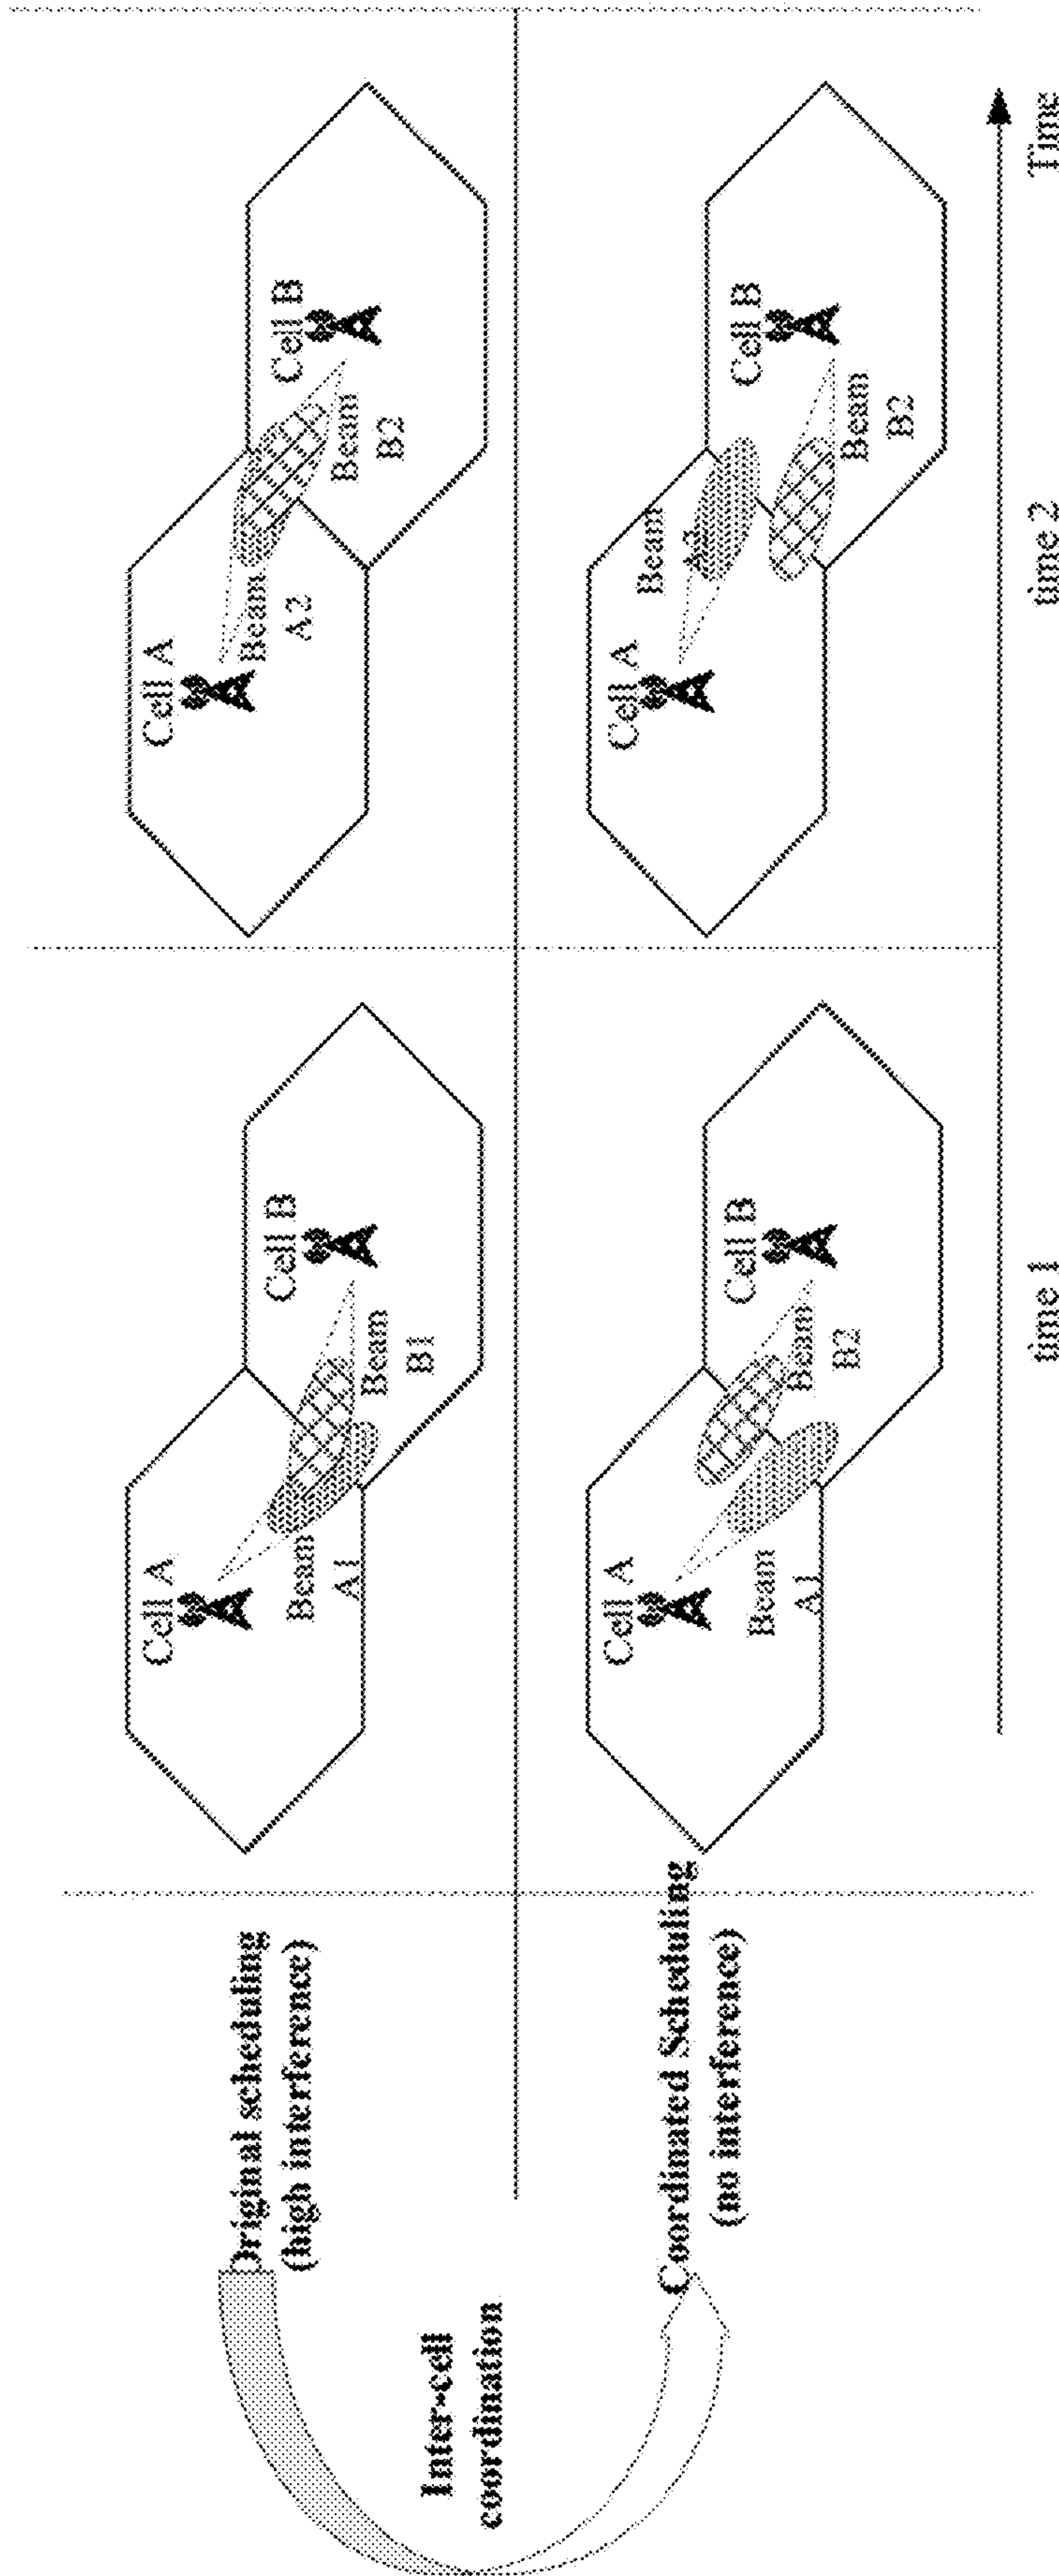 Original scheduling
(high interference)
Cell A
Beam
A1
Cell B
Beam
B1
Cell A
Beam
A2
Cell B
Beam
B2
Inter-cell
coordination
Coordinated Scheduling
(no interference)
Cell A
Beam
A1
Cell B
Beam
B2
Cell A
Beam
Cell B
Beam
B2
time 1
time 2
Time